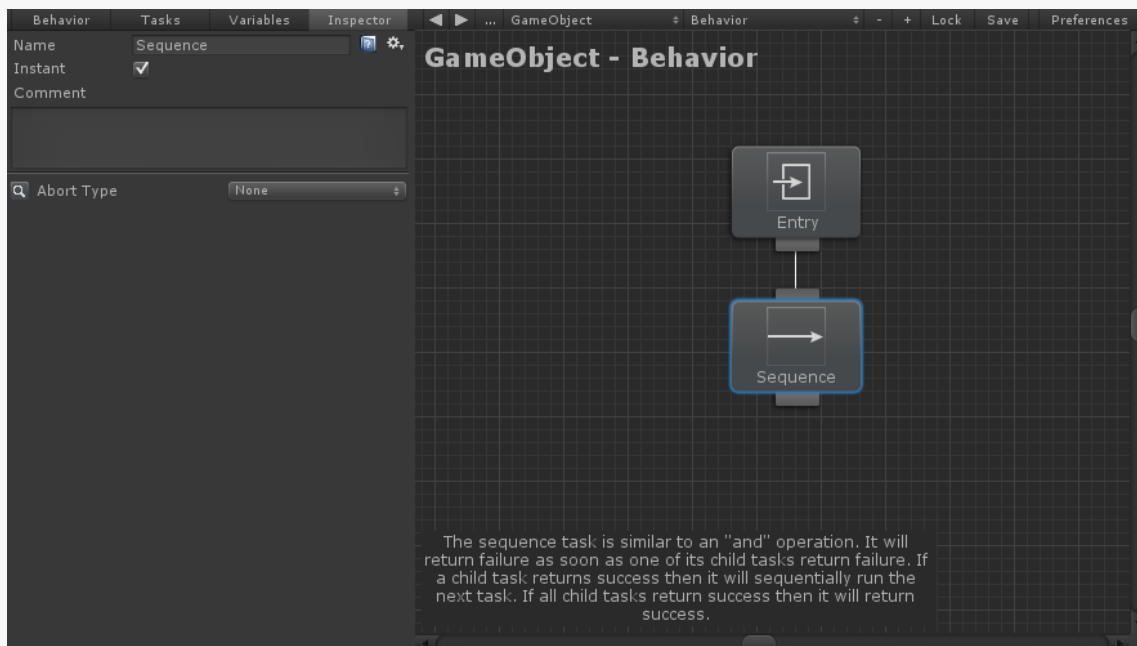 Behavior Tasks Variables Inspector ... GameObject Behavior - + Lock Save Preferences
Name Sequence
Instant
Comment
Abort Type None
GameObject - Behavior
Entry
Sequence
The sequence task is similar to an "and" operation. It will
return failure as soon as one of its child tasks return failure. If
a child task returns success then it will sequentially run the
next task. If all child tasks return success then it will return
success.